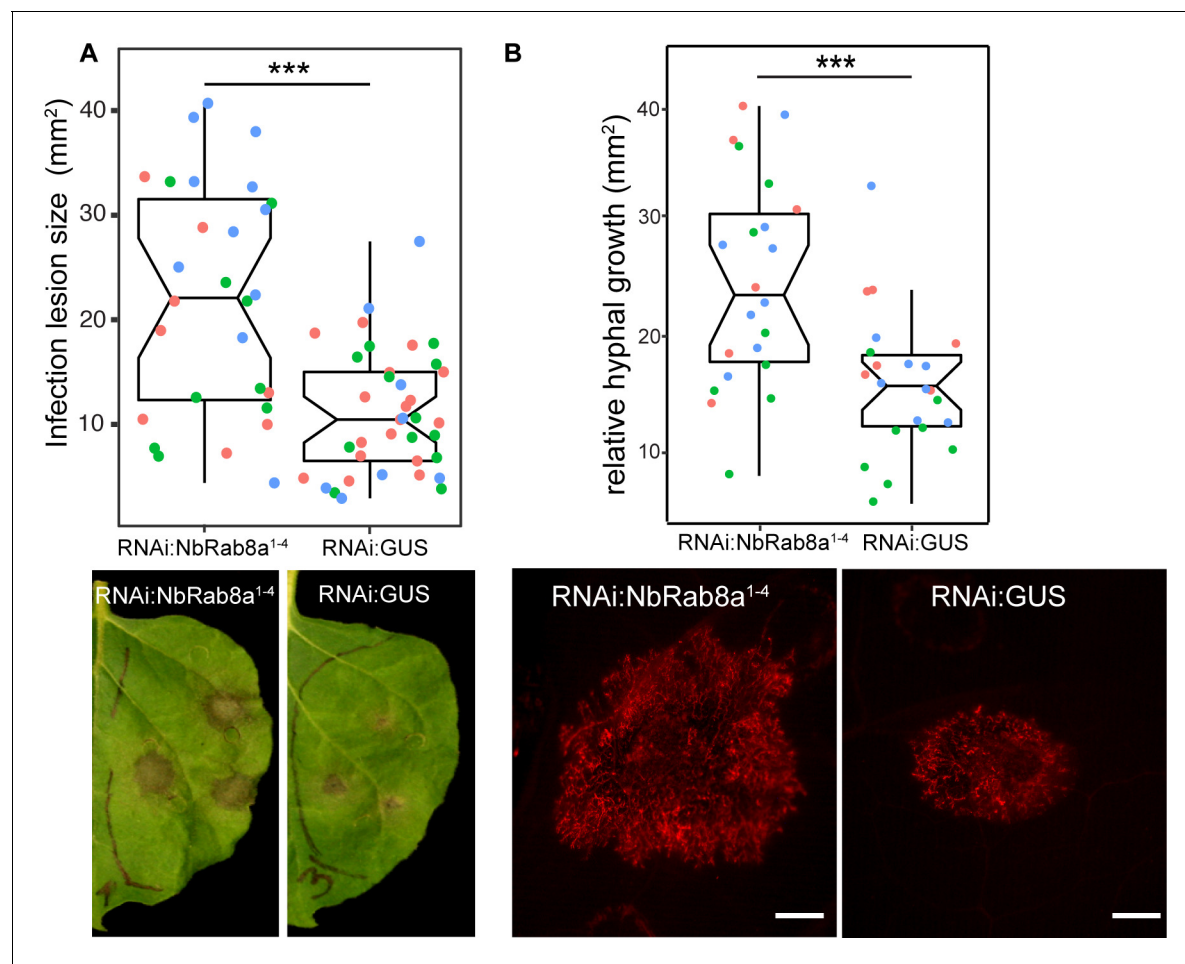 A
***
Infection lesion size (mm²)
40
30
20
10
RNAi:NbRab8a¹⁻⁴
RNAi:GUS
B
***
relative hyphal growth (mm²)
40
30
20
10
RNAi:NbRab8a¹⁻⁴
RNAi:GUS
RNAi:NbRab8a¹⁻⁴
RNAi:GUS
3
RNAi:NbRab8a¹⁻⁴
RNAi:GUS